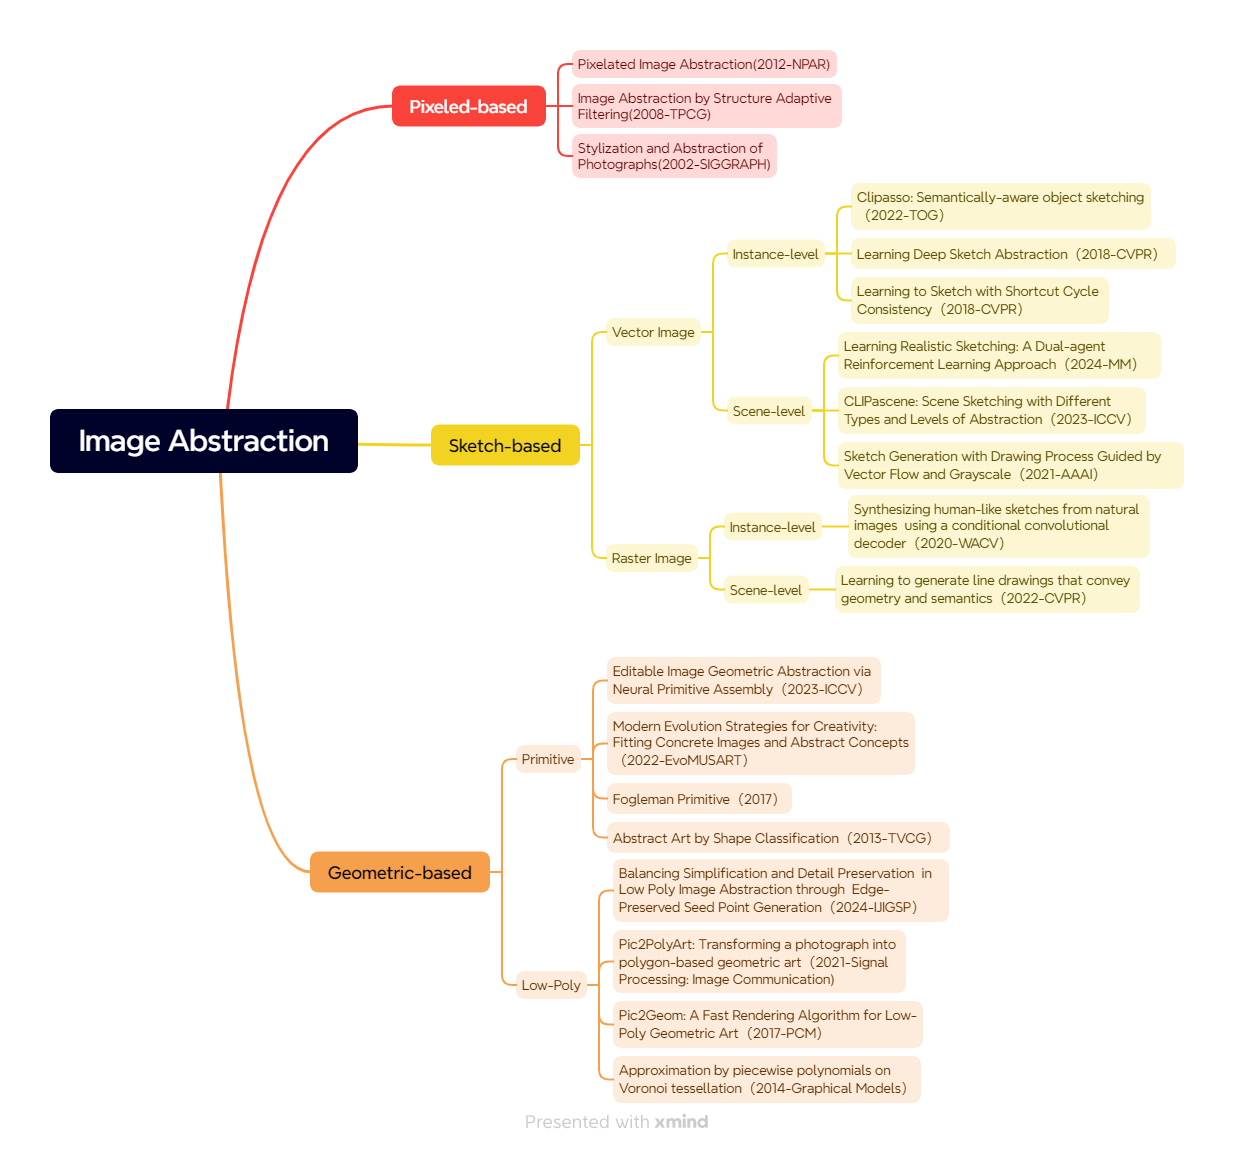 Pixelated Image Abstraction(2012-NPAR)
Pixeled-based
Image Abstraction by Structure Adaptive
Filtering(2008-TPCG)
Stylization and Abstraction of
Photographs(2002-SIGGRAPH)
Clipasso: Semantically-aware object sketching
（2022-TOG）
Instance-level
Learning Deep Sketch Abstraction（2018-CVPR）
Learning to Sketch with Shortcut Cycle
Consistency（2018-CVPR）
Vector Image
Learning Realistic Sketching: A Dual-agent
Reinforcement Learning Approach（2024-MM）
Scene-level
CLIPascene: Scene Sketching with Different
Types and Levels of Abstraction（2023-ICCV）
Image Abstraction
Sketch-based
Sketch Generation with Drawing Process Guided by
Vector Flow and Grayscale（2021-AAAI）
Instance-level
Synthesizing human-like sketches from natural
images  using a conditional convolutional
decoder（2020-WACV）
Raster Image
Scene-level
Learning to generate line drawings that convey
geometry and semantics（2022-CVPR）
Editable Image Geometric Abstraction via
Neural Primitive Assembly（2023-ICCV）
Primitive
Modern Evolution Strategies for Creativity:
Fitting Concrete Images and Abstract Concepts
（2022-EvoMUSART）
Fogleman Primitive（2017）
Abstract Art by Shape Classification（2013-TVCG）
Geometric-based
Balancing Simplification and Detail Preservation  in
Low Poly Image Abstraction through  Edge-
Preserved Seed Point Generation（2024-IJIGSP）
Low-Poly
Pic2PolyArt: Transforming a photograph into
polygon-based geometric art（2021-Signal
Processing: Image Communication)
Pic2Geom: A Fast Rendering Algorithm for Low-
Poly Geometric Art（2017-PCM）
Approximation by piecewise polynomials on
Voronoi tessellation（2014-Graphical Models）
Presented with xmind